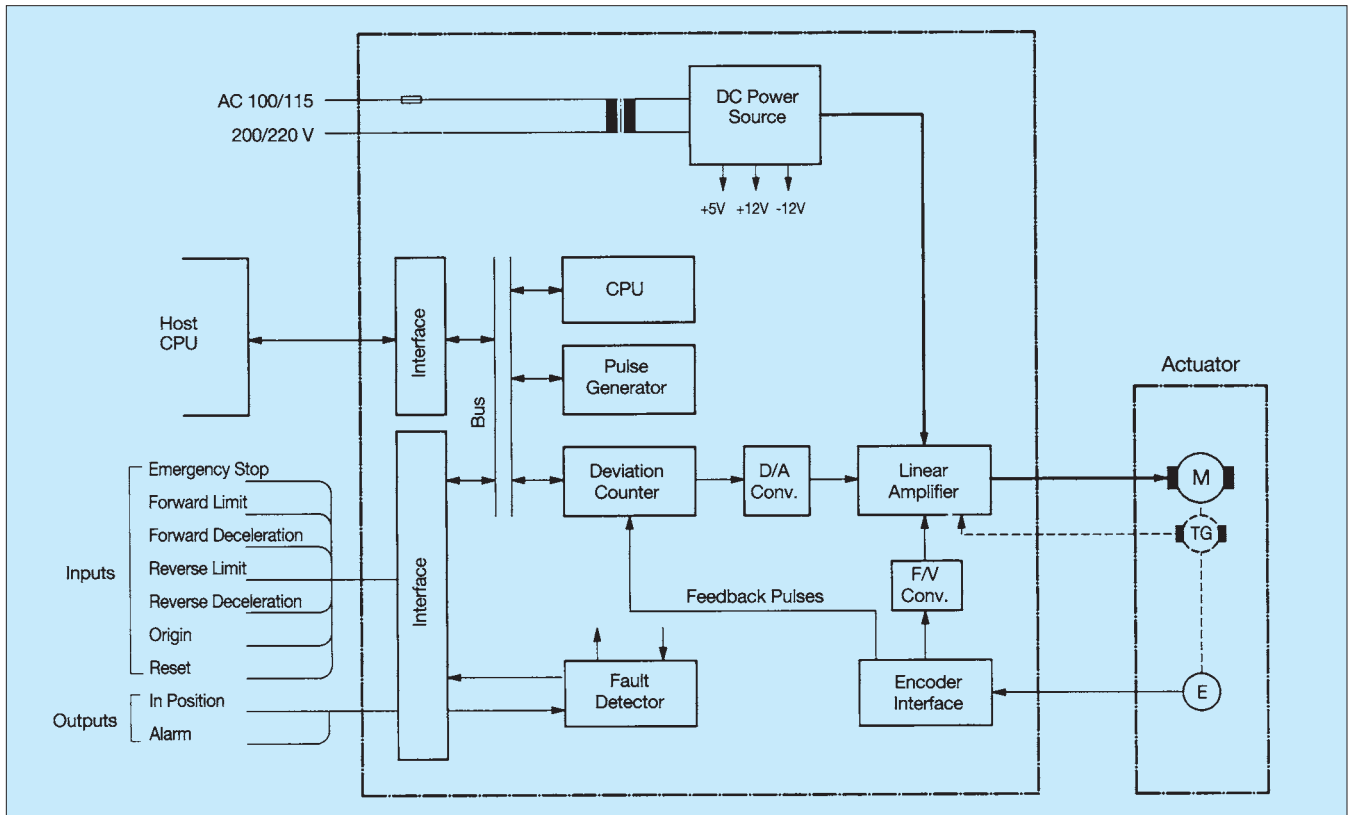 AC 100/115
200/220 V
DC Power
Source
+5V +12V -12V
Host
CPU
Interface
Bus
CPU
Pulse
Generator
Actuator
Inputs
Emergency Stop
Forward Limit
Forward Deceleration
Reverse Limit
Reverse Deceleration
Origin
Reset
Outputs
In Position
Alarm
Interface
Deviation
Counter
D/A
Conv.
Linear
Amplifier
M
TG
F/V
Conv.
Feedback Pulses
Fault
Detector
Encoder
Interface
E